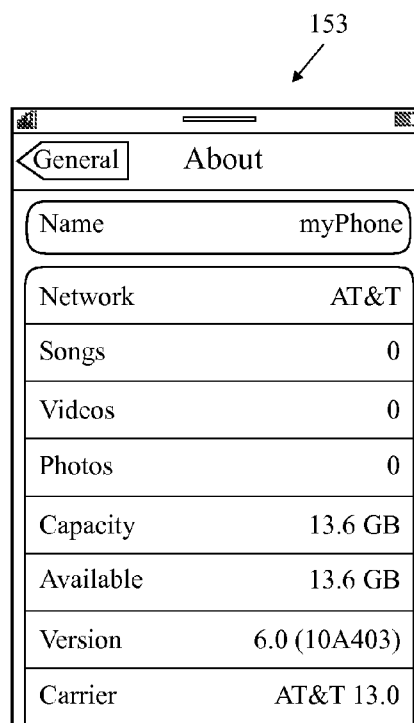 153
General About
Name myPhone
Network AT&T
Songs 0
Videos 0
Photos 0
Capacity 13.6 GB
Available 13.6 GB
Version 6.0 (10A403)
Carrier AT&T 13.0